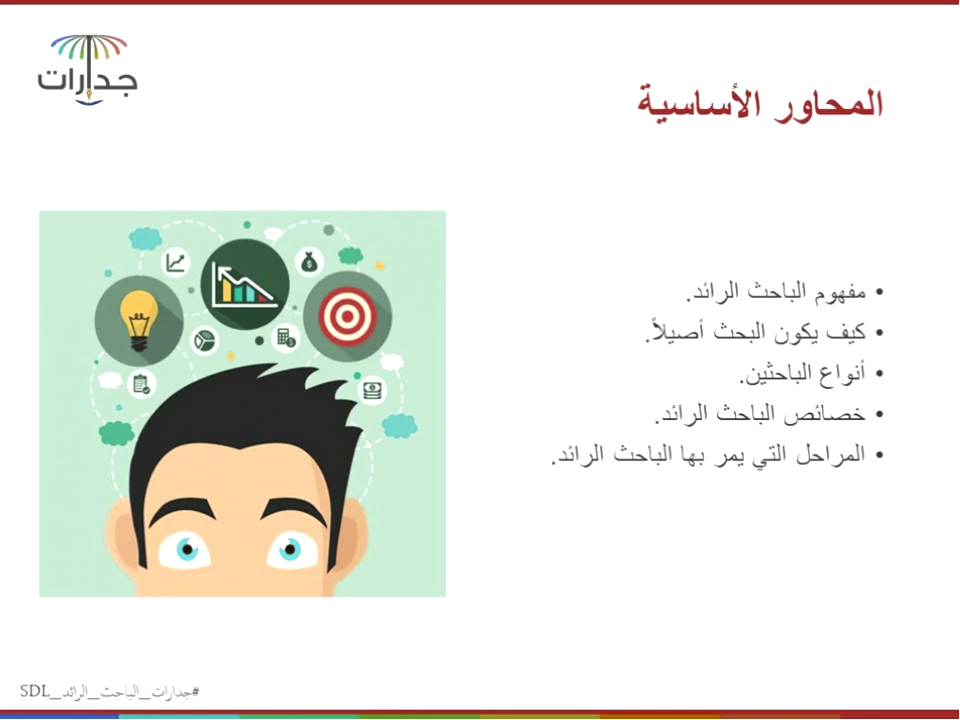 جدارات
المحاور الأساسية
• مفهوم الباحث الرائد.
• كيف يكون البحث أصيلاً.
• أنواع الباحثين.
• خصائص الباحث الرائد.
• المراحل التي يمر بها الباحث الرائد.
#جدارات_الباحث_الرائد_SDL